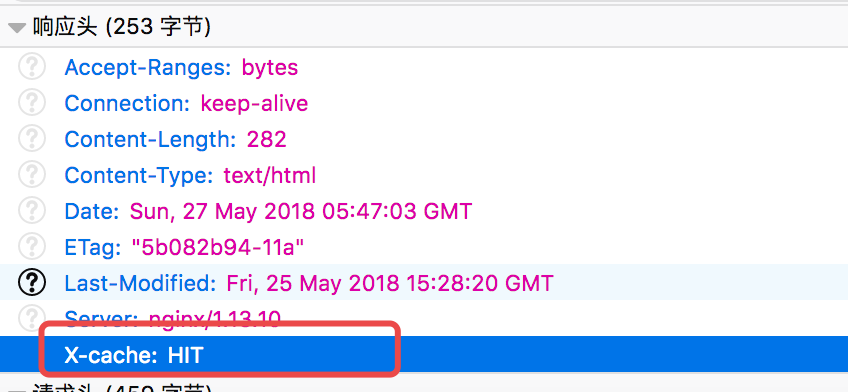 响应头 (253 字节)
Accept-Ranges: bytes
Connection: keep-alive
Content-Length: 282
Content-Type: text/html
Date: Sun, 27 May 2018 05:47:03 GMT
ETag: "5b082b94-11a"
Last-Modified: Fri, 25 May 2018 15:28:20 GMT
Server: nginx/1.13.10
X-cache: HIT
请求头 (459 字节)